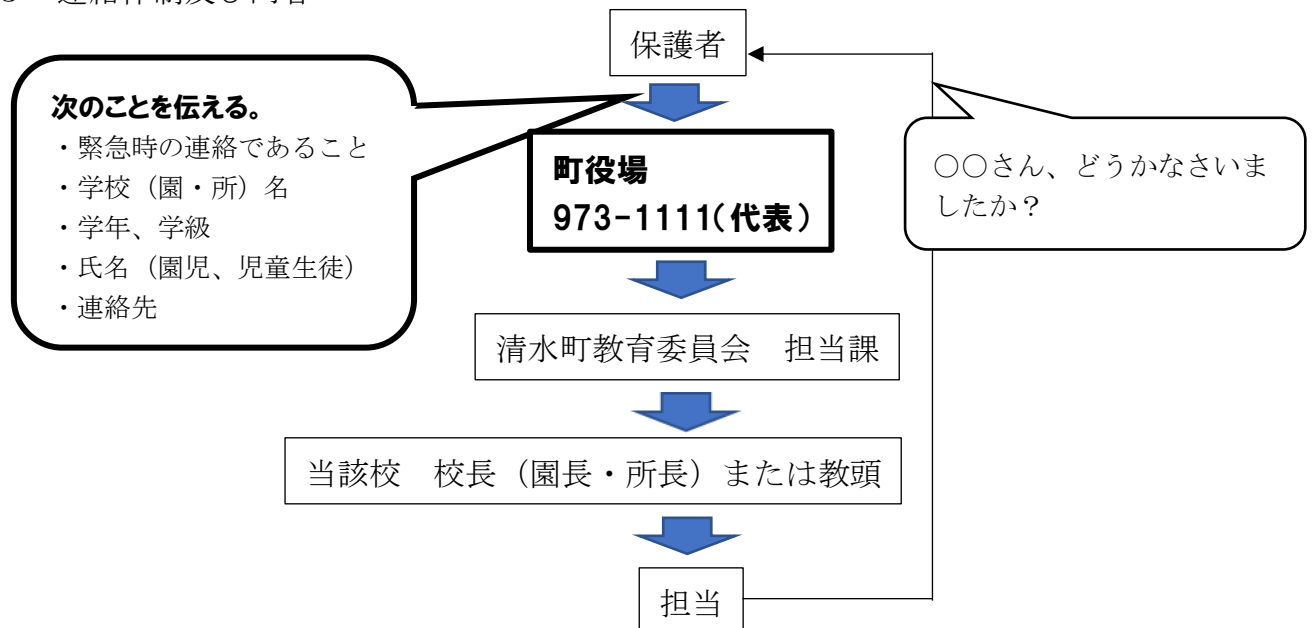 保護者
次のことを伝える。
・緊急時の連絡であること
・学校（園・所）名
・学年、学級
・氏名（園児、児童生徒）
・連絡先
町役場
973-1111(代表)
〇〇さん、どうかなさいま
したか？
清水町教育委員会　担当課
当該校　校長（園長・所長）または教頭
担当